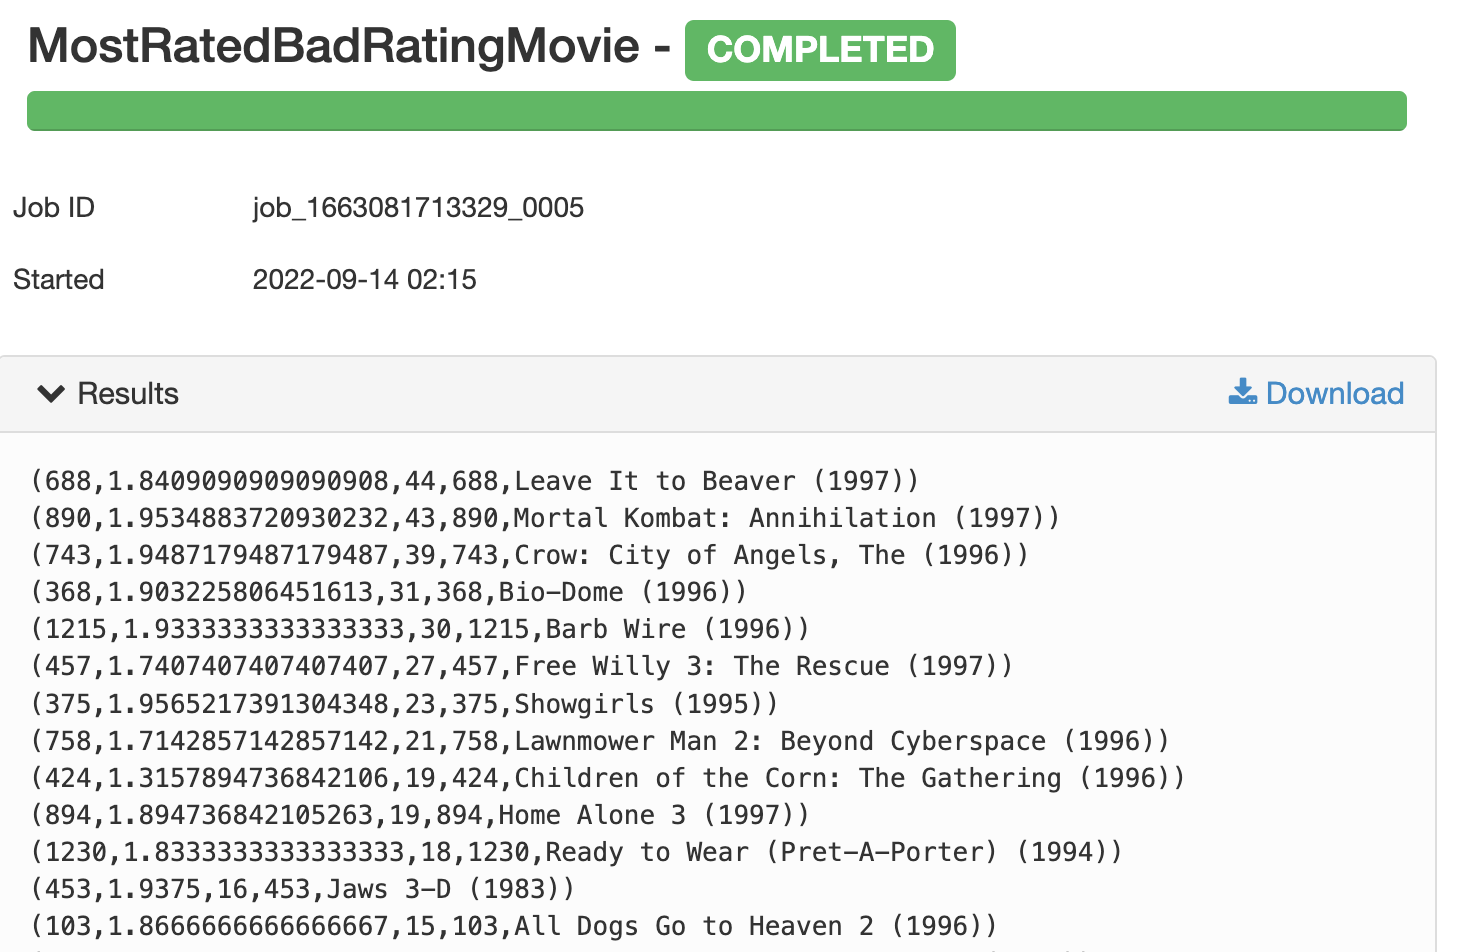 MostRatedBadRatingMovie - COMPLETED
Job ID job_1663081713329_0005
Started 2022-09-14 02:15
Results Download
(688,1.8409090909090908,44,688,Leave It to Beaver (1997))
(890,1.9534883720930232,43,890,Mortal Kombat: Annihilation (1997))
(743,1.9487179487179487,39,743,Crow: City of Angels, The (1996))
(368,1.903225806451613,31,368,Bio-Dome (1996))
(1215,1.9333333333333333,30,1215,Barb Wire (1996))
(457,1.7407407407407407,27,457,Free Willy 3: The Rescue (1997))
(375,1.9565217391304348,23,375,Showgirls (1995))
(758,1.7142857142857142,21,758,Lawnmower Man 2: Beyond Cyberspace (1996))
(424,1.3157894736842106,19,424,Children of the Corn: The Gathering (1996))
(894,1.894736842105263,19,894,Home Alone 3 (1997))
(1230,1.8333333333333333,18,1230,Ready to Wear (Pret-A-Porter) (1994))
(453,1.9375,16,453,Jaws 3-D (1983))
(103,1.8666666666666667,15,103,All Dogs Go to Heaven 2 (1996))